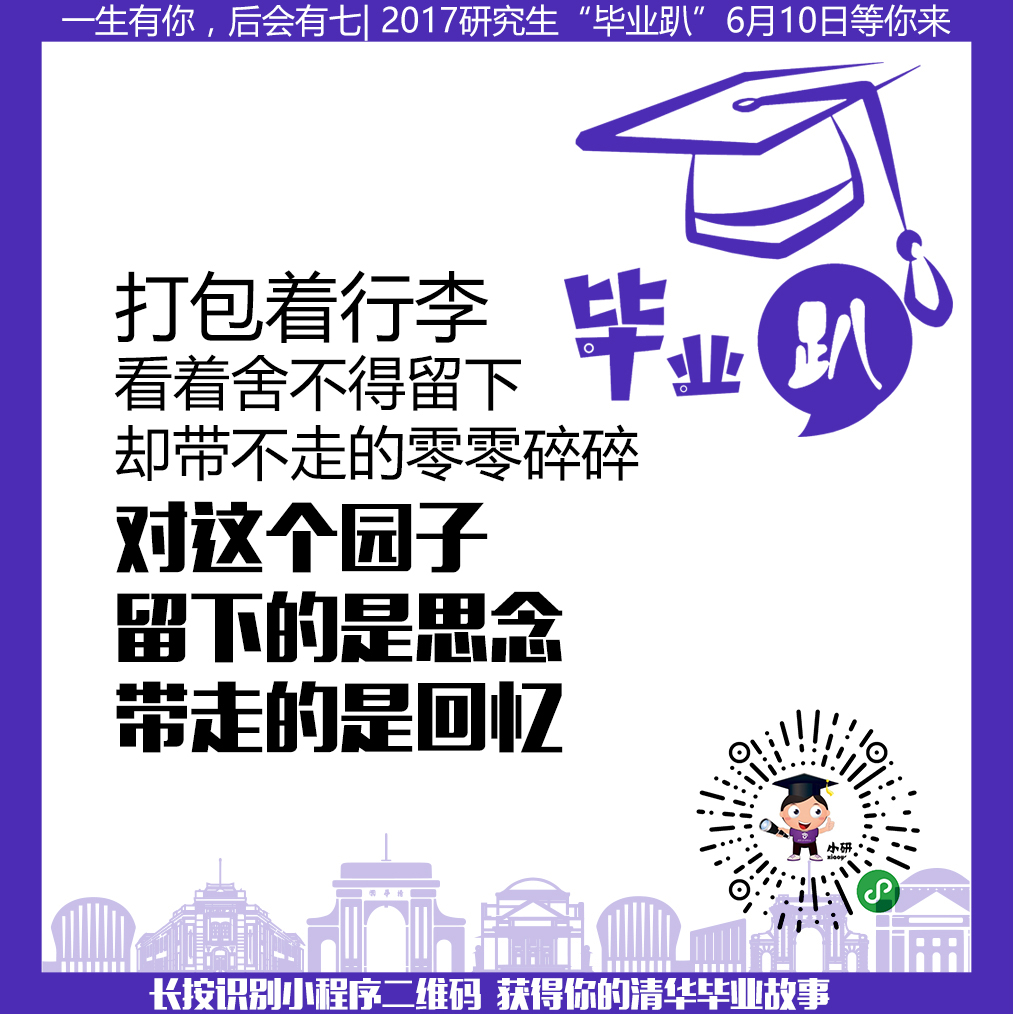 一生有你，后会有七| 2017研究生“毕业趴”6月10日等你来
毕业趴
打包着行李
看着舍不得留下
却带不走的零零碎碎
对这个园子
留下的是思念
带走的是回忆
小研
长按识别小程序二维码 获得你的清华毕业故事